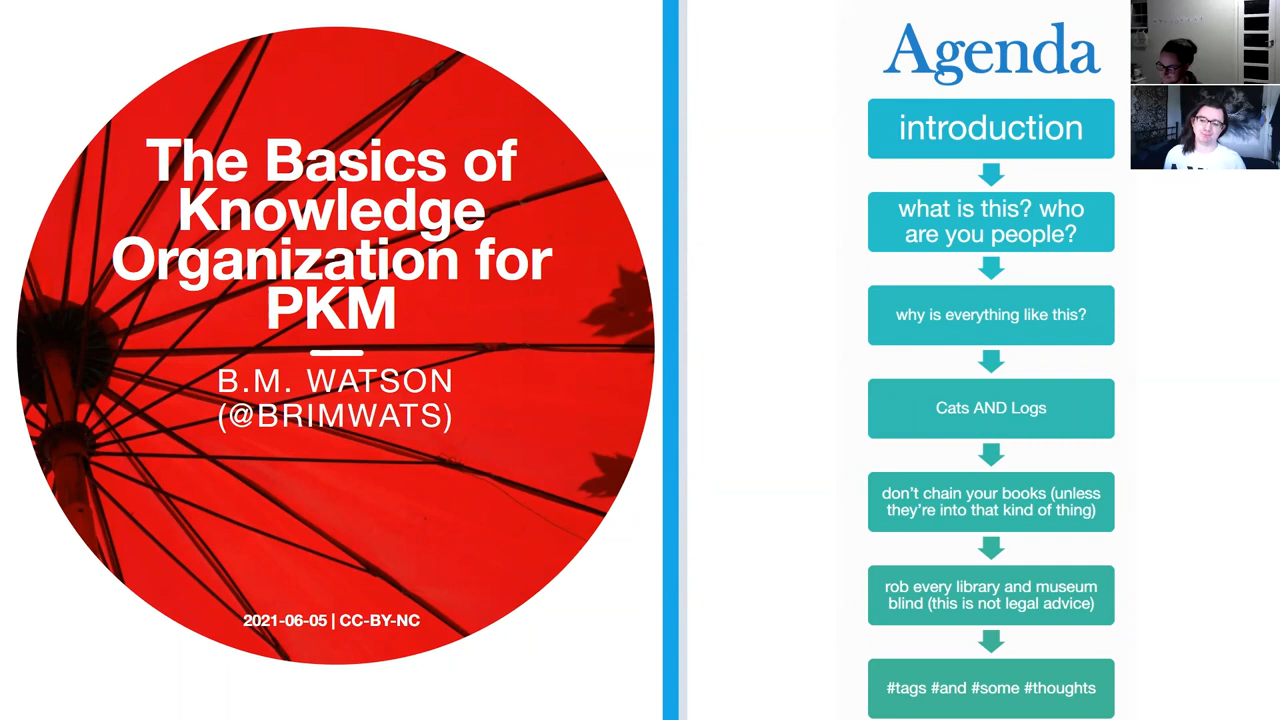 The Basics of
Knowledge
Organization for
PKM
B.M. WATSON
(@BRIMWATS)
2021-06-05 | CC-BY-NC
Agenda
introduction
what is this? who
are you people?
why is everything like this?
Cats AND Logs
don't chain your books (unless
they're into that kind of thing)
rob every library and museum
blind (this is not legal advice)
#tags #and #some #thoughts